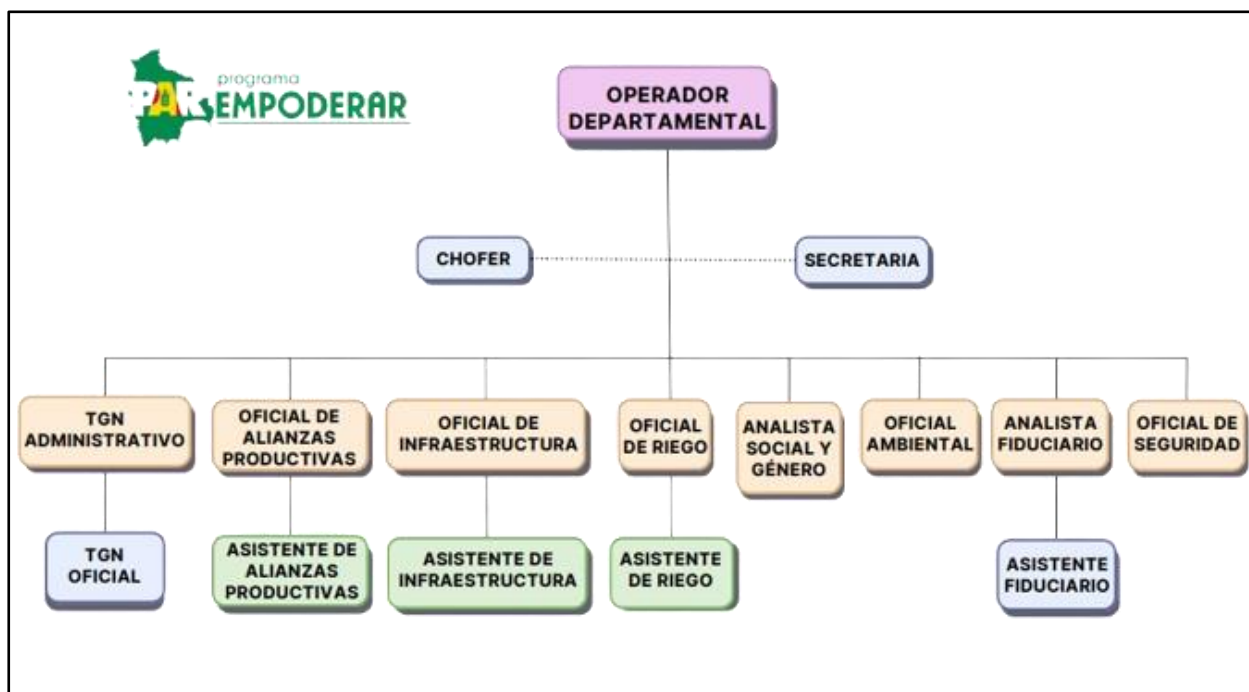 PAR
programa
EMPODERAR
OPERADOR
DEPARTAMENTAL
CHOFER
SECRETARIA
TGN
ADMINISTRATIVO
OFICIAL DE
ALIANZAS
PRODUCTIVAS
OFICIAL DE
INFRAESTRUCTURA
OFICIAL
DE RIEGO
ANALISTA
SOCIAL Y
GÉNERO
OFICIAL
AMBIENTAL
ANALISTA
FIDUCIARIO
OFICIAL DE
SEGURIDAD
TGN
OFICIAL
ASISTENTE DE
ALIANZAS
PRODUCTIVAS
ASISTENTE DE
INFRAESTRUCTURA
ASISTENTE
DE RIEGO
ASISTENTE
FIDUCIARIO